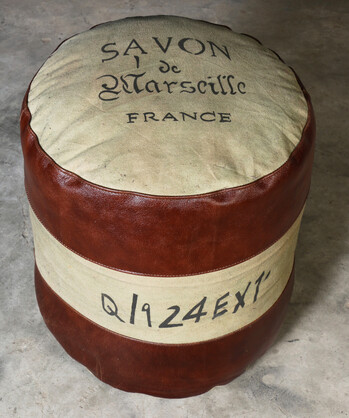 SAVON
de
Marseille
FRANCE
Q/924EXT-